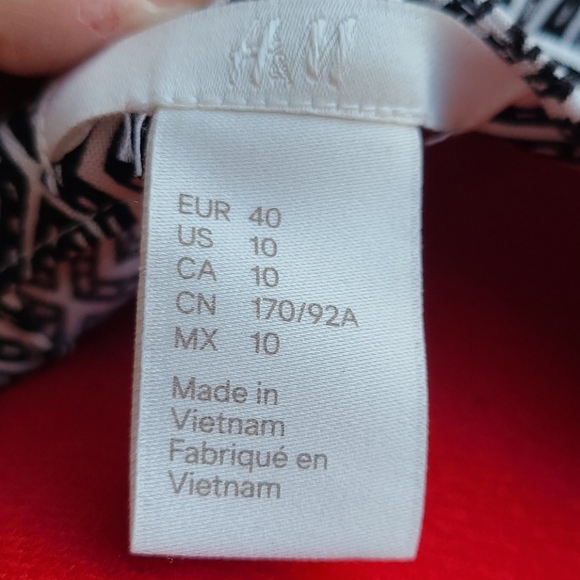 H&M
EUR 40
US 10
CA 10
CN 170/92A
MX 10
Made in
Vietnam
Fabriqué en
Vietnam